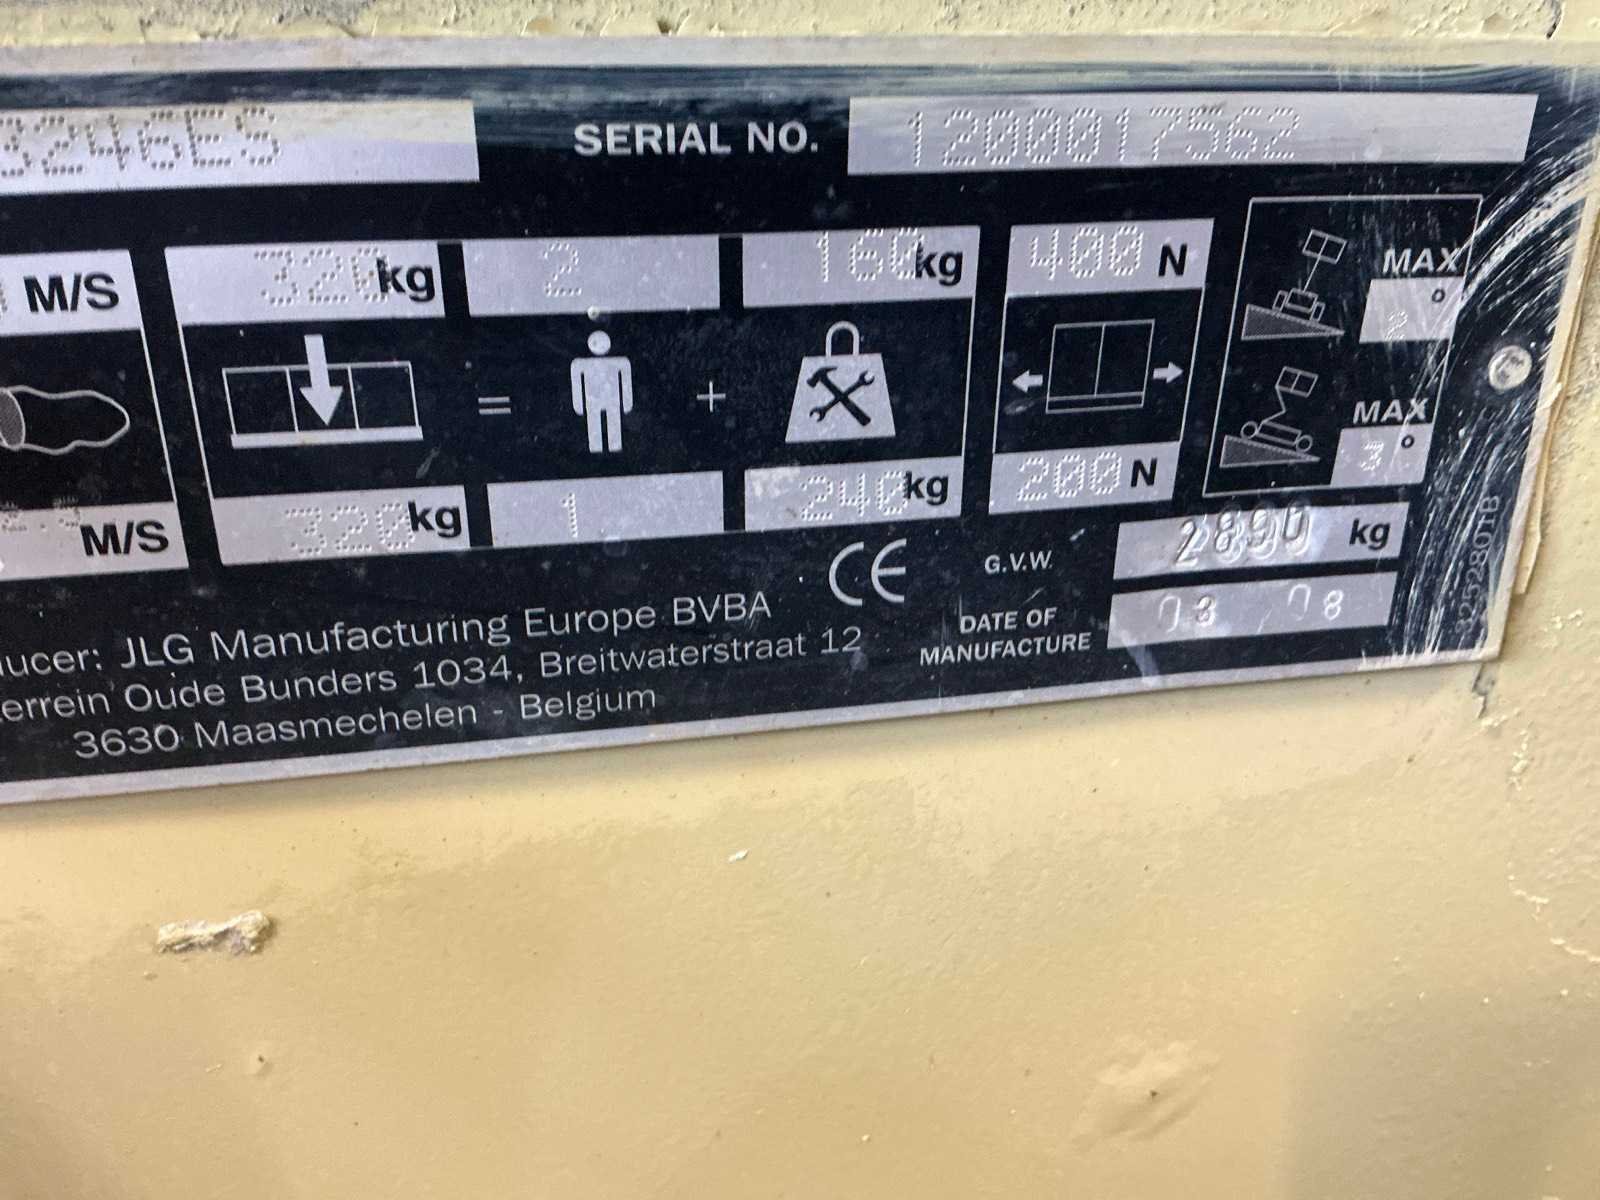 3246ES SERIAL NO. 1200017562
M/S 320 kg 2 160 kg 400 N MAX 2°
= +
MAX 3°
M/S 320 kg 1 240 kg 200 N
CE G.V.W. 2890 kg
DATE OF MANUFACTURE 08 08
ucer: JLG Manufacturing Europe BVBA
errein Oude Bunders 1034, Breitwaterstraat 12
3630 Maasmechelen - Belgium
3252801B